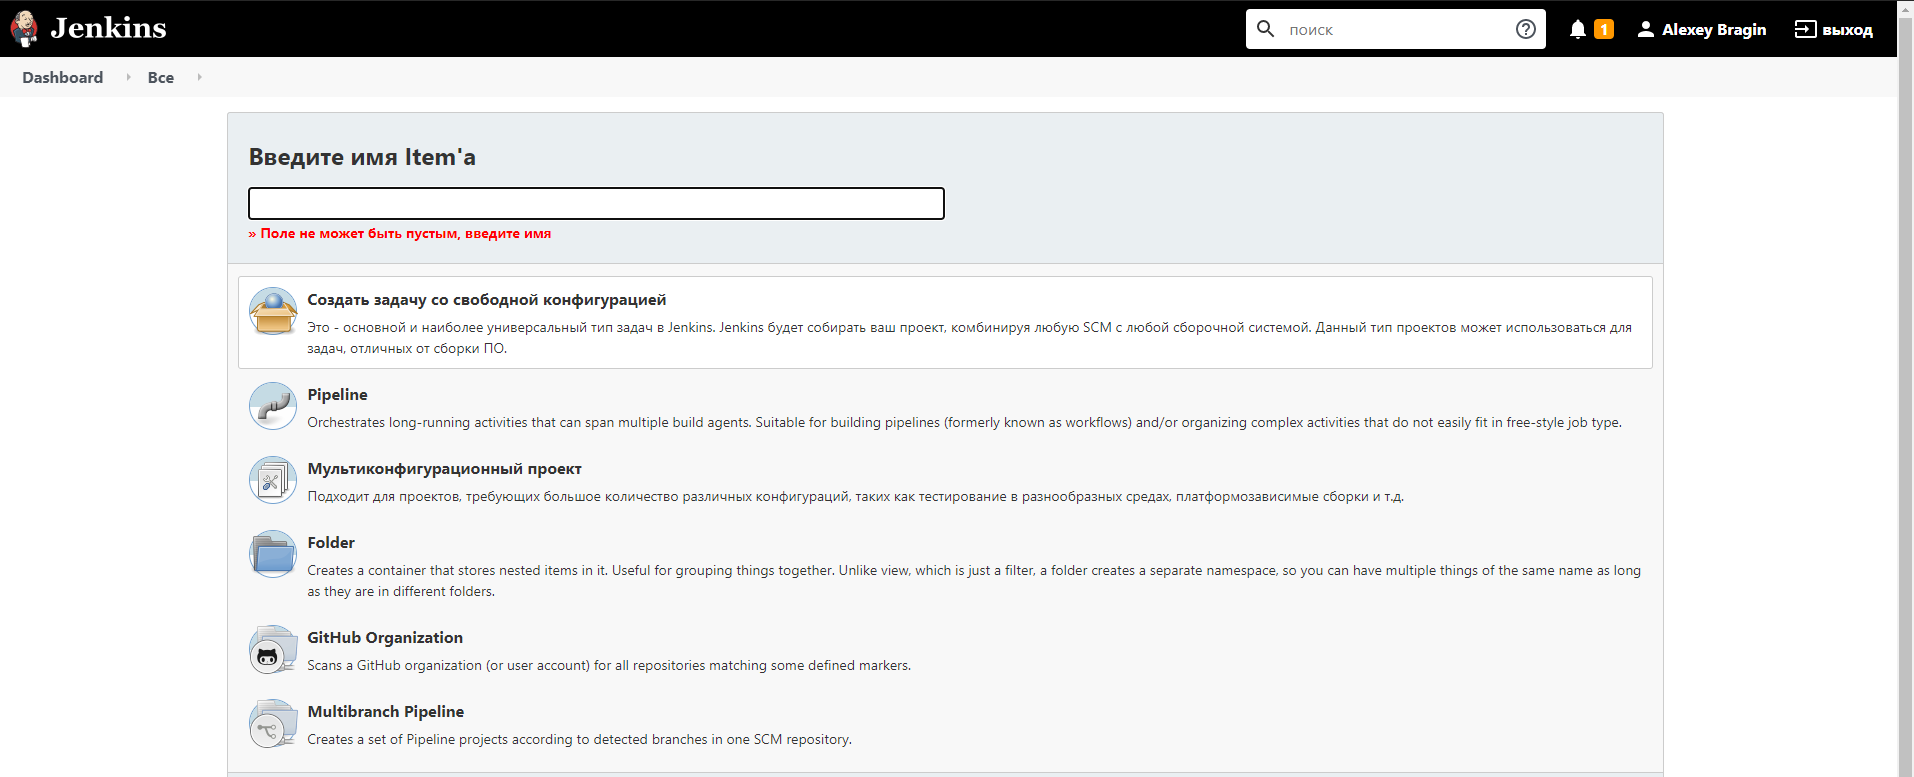 Jenkins
поиск
1
Alexey Bragin
выход
Dashboard
Все
Введите имя Item'а
» Поле не может быть пустым, введите имя
Создать задачу со свободной конфигурацией
Это - основной и наиболее универсальный тип задач в Jenkins. Jenkins будет собирать ваш проект, комбинируя любую SCM с любой сборочной системой. Данный тип проектов может использоваться для
задач, отличных от сборки ПО.
Pipeline
Orchestrates long-running activities that can span multiple build agents. Suitable for building pipelines (formerly known as workflows) and/or organizing complex activities that do not easily fit in free-style job type.
Мультиконфигурационный проект
Подходит для проектов, требующих большое количество различных конфигураций, таких как тестирование в разнообразных средах, платформозависимые сборки и т.д.
Folder
Creates a container that stores nested items in it. Useful for grouping things together. Unlike view, which is just a filter, a folder creates a separate namespace, so you can have multiple things of the same name as long
as they are in different folders.
GitHub Organization
Scans a GitHub organization (or user account) for all repositories matching some defined markers.
Multibranch Pipeline
Creates a set of Pipeline projects according to detected branches in one SCM repository.